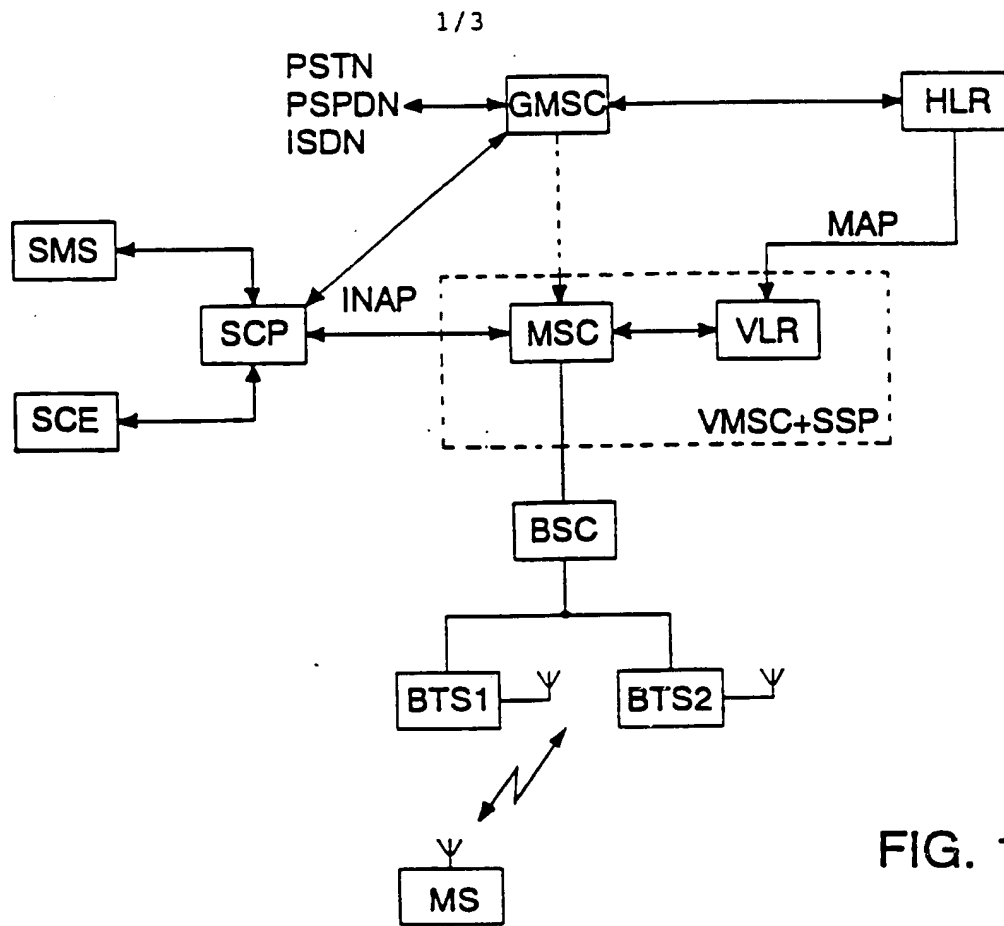 1/3
PSTN
PSPDN
ISDN
GMSC
HLR
MAP
SMS
INAP
SCP
MSC
VLR
SCE
VMSC+SSP
BSC
BTS1
BTS2
MS
FIG.